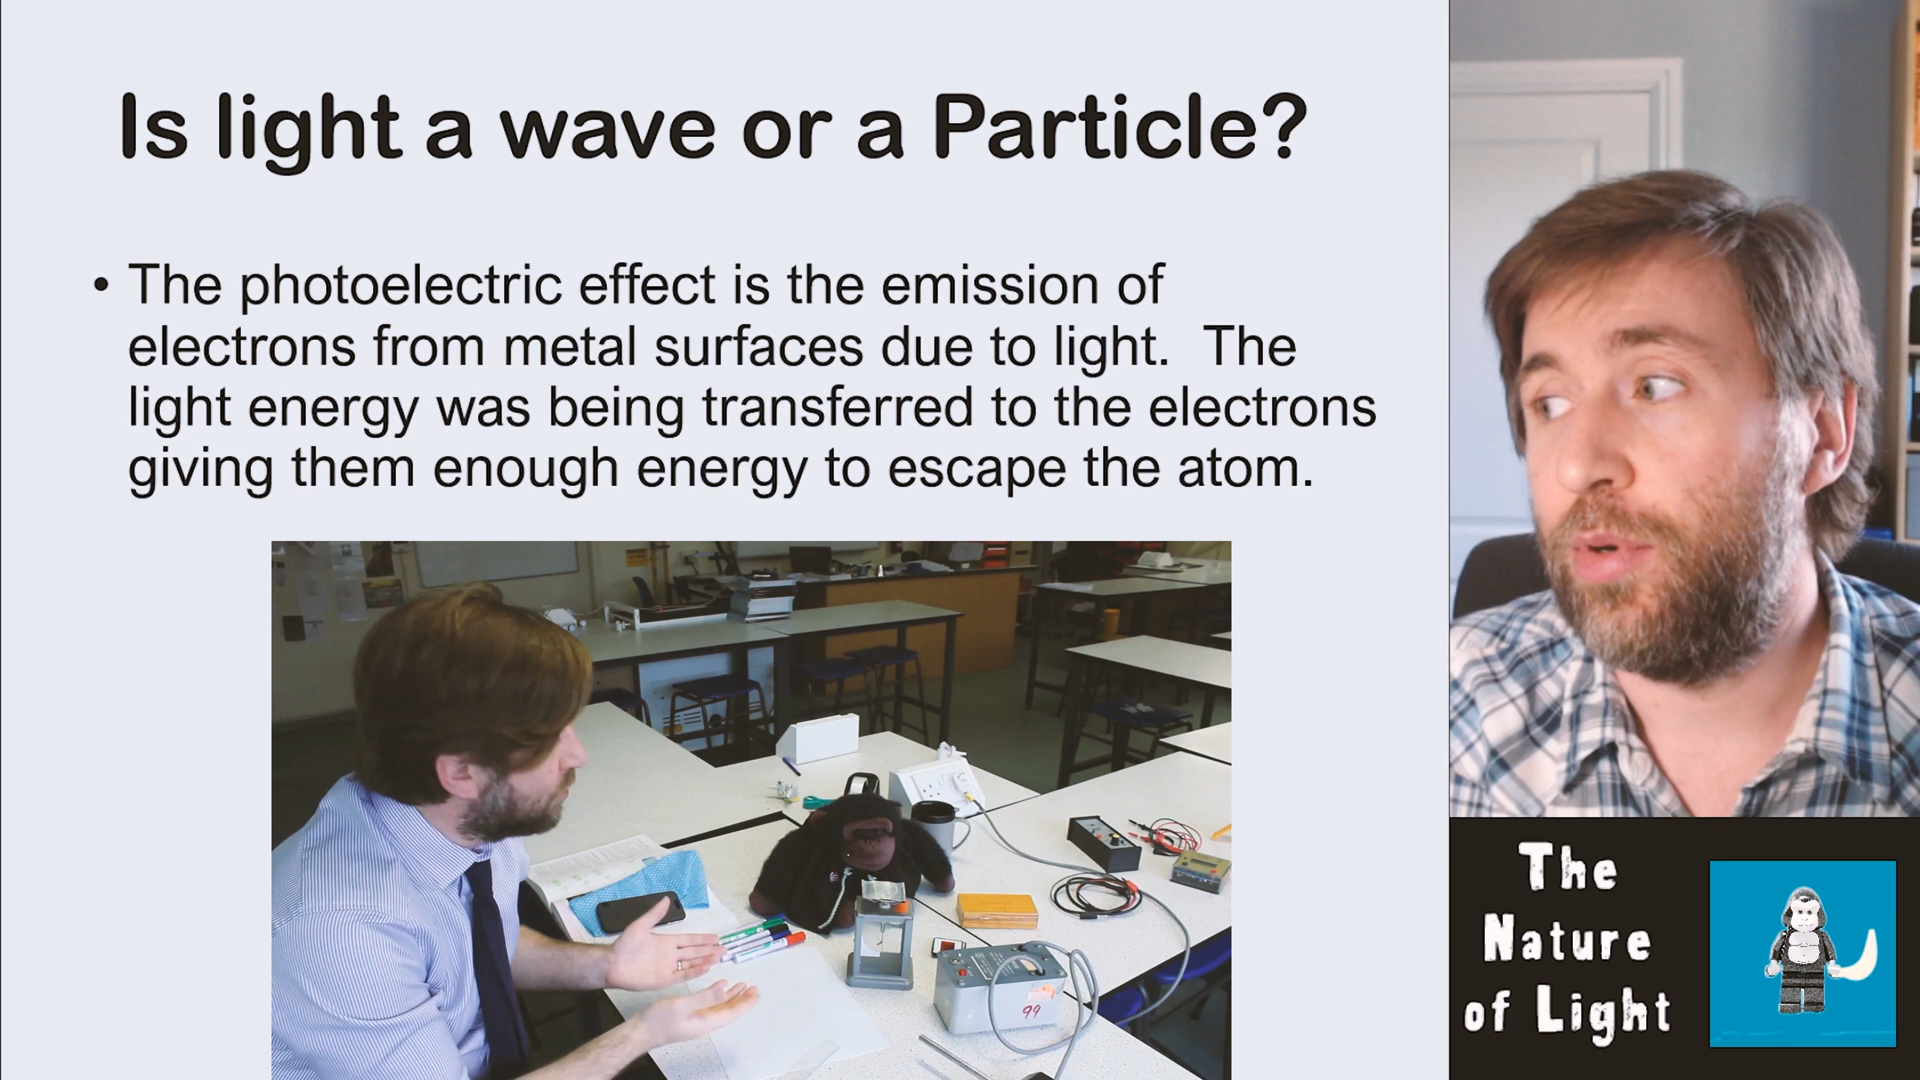 Is light a wave or a Particle?
• The photoelectric effect is the emission of
electrons from metal surfaces due to light. The
light energy was being transferred to the electrons
giving them enough energy to escape the atom.
99
The
Nature
of Light